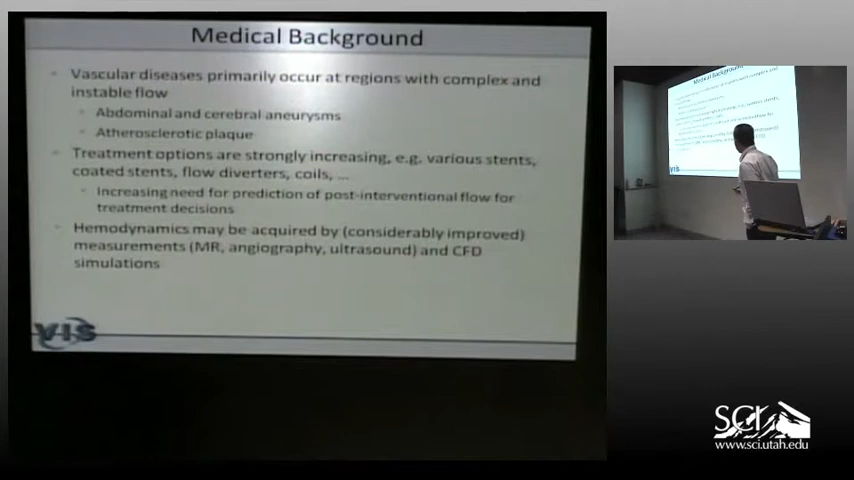 Medical Background
Vascular diseases primarily occur at regions with complex and
instable flow
Abdominal and cerebral aneurysms
Atherosclerotic plaque
Treatment options are strongly increasing, e.g. various stents,
coated stents, flow diverters, coils, ...
Increasing need for prediction of post-interventional flow for
treatment decisions
Hemodynamics may be acquired by (considerably improved)
measurements (MR, angiography, ultrasound) and CFD
simulations
VIS
Medical Background
VIS
SCI
www.sci.utah.edu